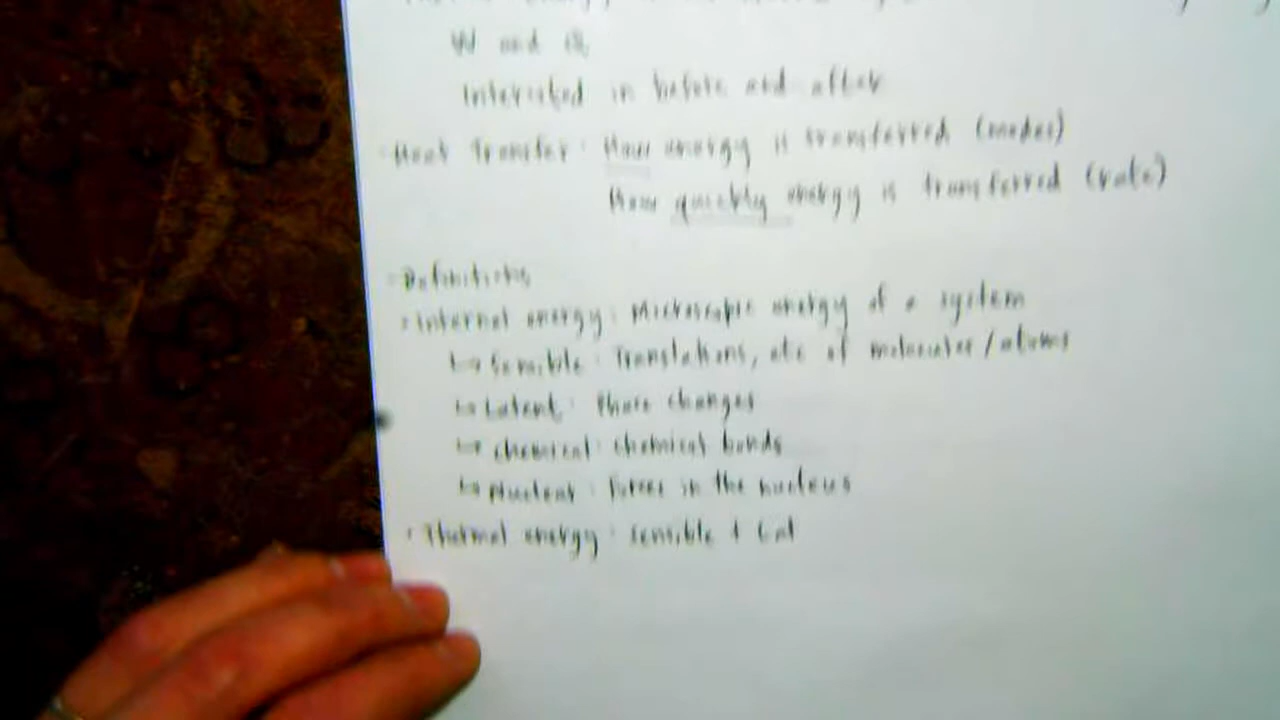 W and Q
Interested in before and after
Heat Transfer: How energy is transferred (modes)
How quickly energy is transferred (rate)
Definitions
Internal energy: Microscopic energy of a system
↳ Sensible: Translations, etc of molecules/atoms
↳ Latent: Phase changes
↳ Chemical: Chemical bonds
↳ Nuclear: Forces in the nucleus
Thermal energy: Sensible + Lat